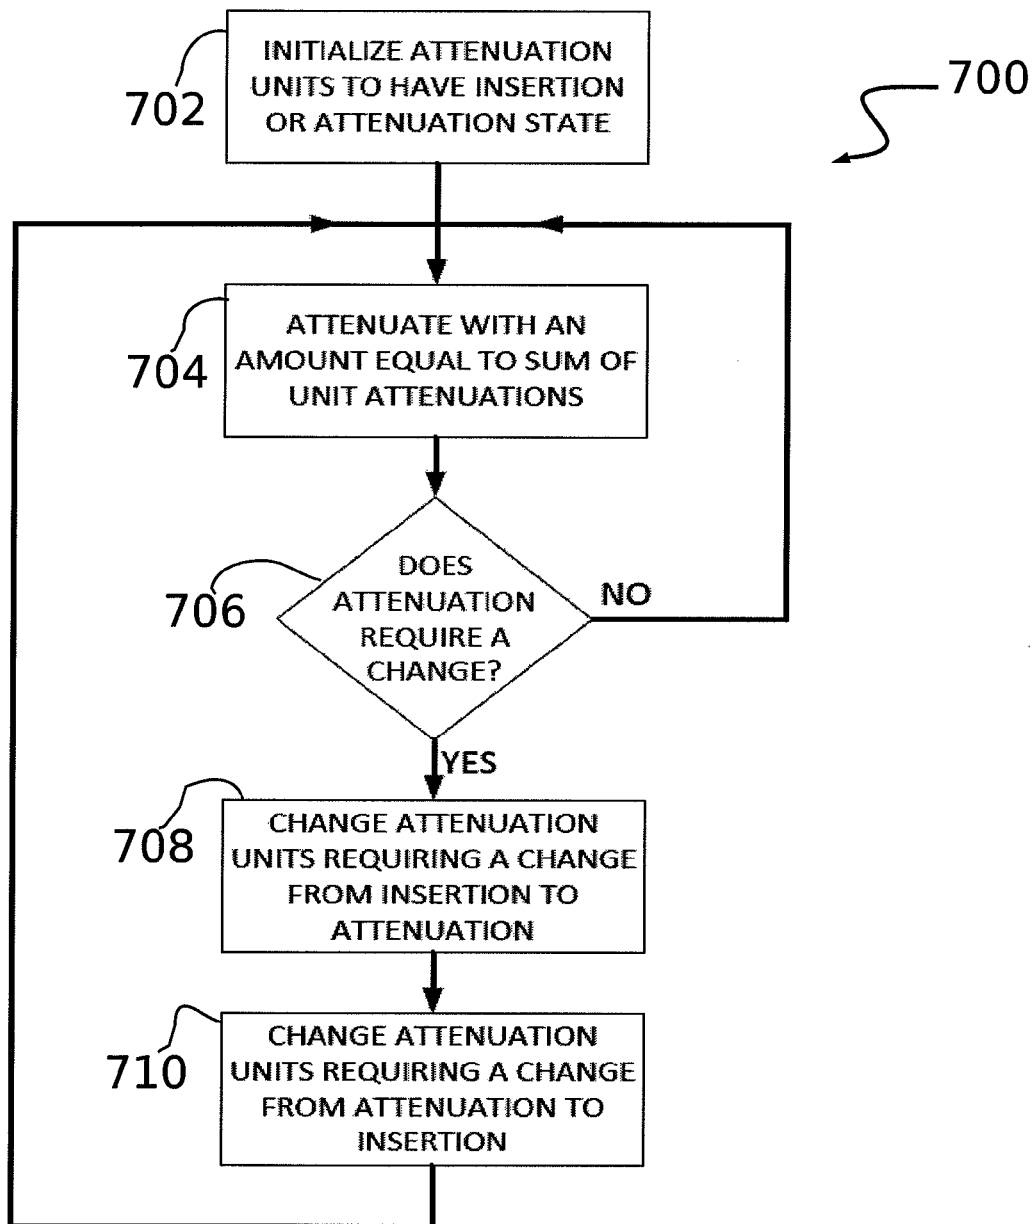 INITIALIZE ATTENUATION
UNITS TO HAVE INSERTION
OR ATTENUATION STATE
702
700
ATTENUATE WITH AN
AMOUNT EQUAL TO SUM OF
UNIT ATTENUATIONS
704
DOES
ATTENUATION
REQUIRE A
CHANGE?
706
NO
YES
CHANGE ATTENUATION
UNITS REQUIRING A CHANGE
FROM INSERTION TO
ATTENUATION
708
CHANGE ATTENUATION
UNITS REQUIRING A CHANGE
FROM ATTENUATION TO
INSERTION
710